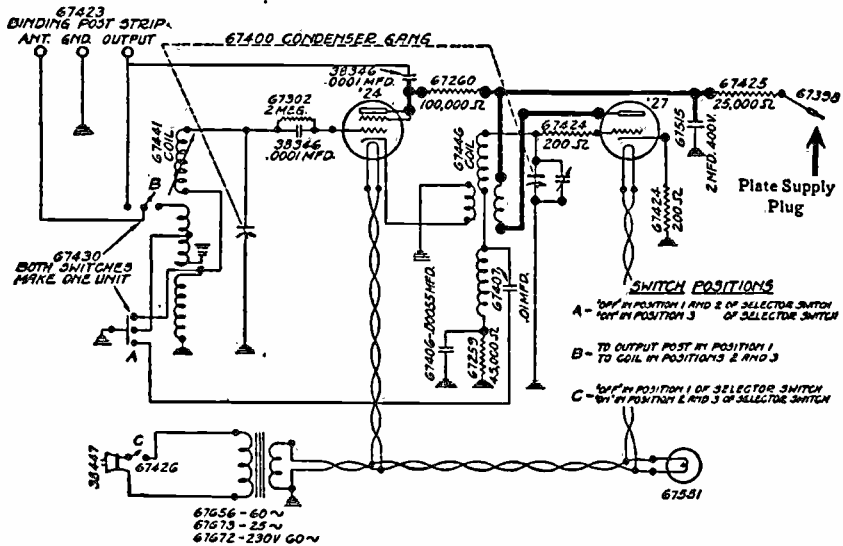 67423
BINDING POST STRIP
ANT. GND. OUTPUT
67400 CONDENSER GANG
38346
.0001 MFD.
67260
100,000 Ω
67425
25,000 Ω
67398
'24
'27
67302
2 MEG.
38346
.0001 MFD.
67441
COIL
67446
COIL
67424
200 Ω
67515
2 MFD. 400V.
Plate Supply
Plug
67424
200 Ω
B
67430
BOTH SWITCHES
MAKE ONE UNIT
A
67406-.00055 MFD.
67259
45,000 Ω
67407
.01 MFD.
SWITCH POSITIONS
A- "OFF" IN POSITION 1 AND 2 OF SELECTOR SWITCH
"ON" IN POSITION 3 OF SELECTOR SWITCH
B- TO OUTPUT POST IN POSITION 1
TO COIL IN POSITIONS 2 AND 3
C- "OFF" IN POSITION 1 OF SELECTOR SWITCH
"ON" IN POSITION 2 AND 3 OF SELECTOR SWITCH
38447
C
67426
67656-60~
67673-25~
67672-230V 60~
67551